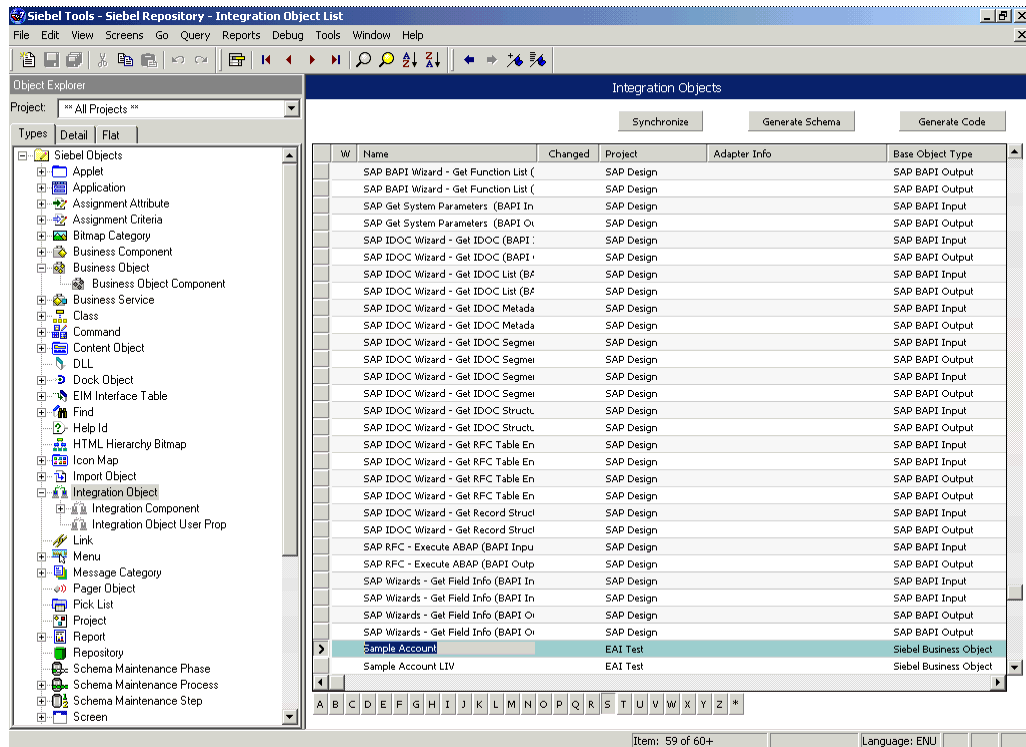 Siebel Tools - Siebel Repository - Integration Object List
File Edit View Screens Go Query Reports Debug Tools Window Help
Object Explorer
Project: ** All Projects **
Types Detail Flat
Siebel Objects
Applet
Application
Assignment Attribute
Assignment Criteria
Bitmap Category
Business Component
Business Object
Business Object Component
Business Service
Class
Command
Content Object
DLL
Dock Object
EIM Interface Table
Find
Help Id
HTML Hierarchy Bitmap
Icon Map
Import Object
Integration Object
Integration Component
Integration Object User Prop
Link
Menu
Message Category
Pager Object
Pick List
Project
Report
Repository
Schema Maintenance Phase
Schema Maintenance Process
Schema Maintenance Step
Screen
Integration Objects
Synchronize Generate Schema Generate Code
W Name Changed Project Adapter Info Base Object Type
SAP BAPI Wizard - Get Function List ( SAP Design SAP BAPI Output
SAP BAPI Wizard - Get Function List ( SAP Design SAP BAPI Output
SAP Get System Parameters (BAPI In SAP Design SAP BAPI Input
SAP Get System Parameters (BAPI Ou SAP Design SAP BAPI Output
SAP IDOC Wizard - Get IDOC (BAPI SAP Design SAP BAPI Input
SAP IDOC Wizard - Get IDOC (BAPI SAP Design SAP BAPI Output
SAP IDOC Wizard - Get IDOC List (BA SAP Design SAP BAPI Input
SAP IDOC Wizard - Get IDOC List (BA SAP Design SAP BAPI Output
SAP IDOC Wizard - Get IDOC Metada SAP Design SAP BAPI Input
SAP IDOC Wizard - Get IDOC Metada SAP Design SAP BAPI Output
SAP IDOC Wizard - Get IDOC Segme SAP Design SAP BAPI Input
SAP IDOC Wizard - Get IDOC Segme SAP Design SAP BAPI Output
SAP IDOC Wizard - Get IDOC Segme SAP Design SAP BAPI Input
SAP IDOC Wizard - Get IDOC Segme SAP Design SAP BAPI Output
SAP IDOC Wizard - Get IDOC Structu SAP Design SAP BAPI Input
SAP IDOC Wizard - Get IDOC Structu SAP Design SAP BAPI Output
SAP IDOC Wizard - Get RFC Table En SAP Design SAP BAPI Input
SAP IDOC Wizard - Get RFC Table En SAP Design SAP BAPI Input
SAP IDOC Wizard - Get RFC Table En SAP Design SAP BAPI Output
SAP IDOC Wizard - Get RFC Table En SAP Design SAP BAPI Output
SAP IDOC Wizard - Get Record Struct SAP Design SAP BAPI Input
SAP IDOC Wizard - Get Record Struct SAP Design SAP BAPI Output
SAP RFC - Execute ABAP (BAPI Inpu SAP Design SAP BAPI Input
SAP RFC - Execute ABAP (BAPI Outp SAP Design SAP BAPI Output
SAP Wizards - Get Field Info (BAPI In SAP Design SAP BAPI Input
SAP Wizards - Get Field Info (BAPI In SAP Design SAP BAPI Input
SAP Wizards - Get Field Info (BAPI O SAP Design SAP BAPI Output
SAP Wizards - Get Field Info (BAPI O SAP Design SAP BAPI Output
Sample Account EAI Test Siebel Business Object
Sample Account LIV EAI Test Siebel Business Object
A B C D E F G H I J K L M N O P Q R S T U V W X Y Z *
Item: 59 of 60+ Language: ENU